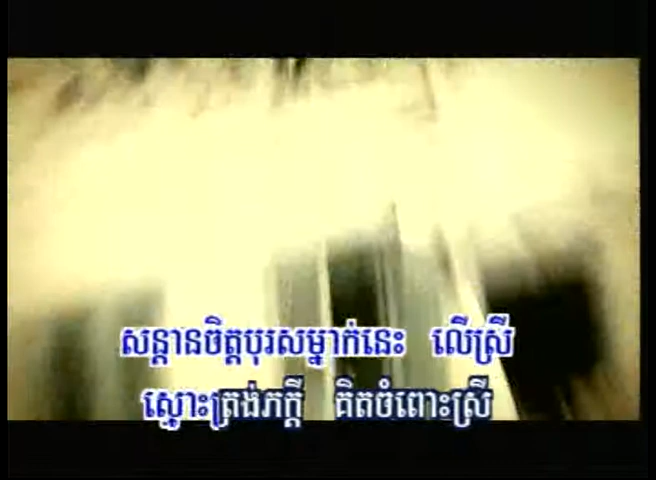 សន្តានចិត្តបុរសម្នាក់នេះ លើស្រី
ស្មោះត្រង់ភក្តី គិតចំពោះស្រី